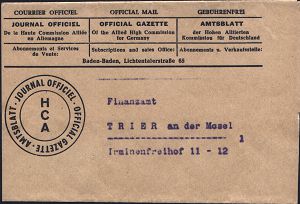 COURRIER OFFICIEL
OFFICIAL MAIL
GEBÜHRENFREI
JOURNAL OFFICIEL
De la Haute Commission Alliée
en Allemagne
OFFICIAL GAZETTE
Of the Allied High Commission
for Germany
AMTSBLATT
der Hohen Alliierten
Kommission für Deutschland
Abonnements et Services
de Vente:
Subscriptions and sales Office:
Abonnements u. Verkaufsstelle:
Baden-Baden, Lichtentalerstraße 65
JOURNAL OFFICIEL · OFFICIAL GAZETTE · AMTSBLATT ·
H
C
A
Finanzamt
TRIER an der Mosel
1
Irminenfreihof 11 - 12